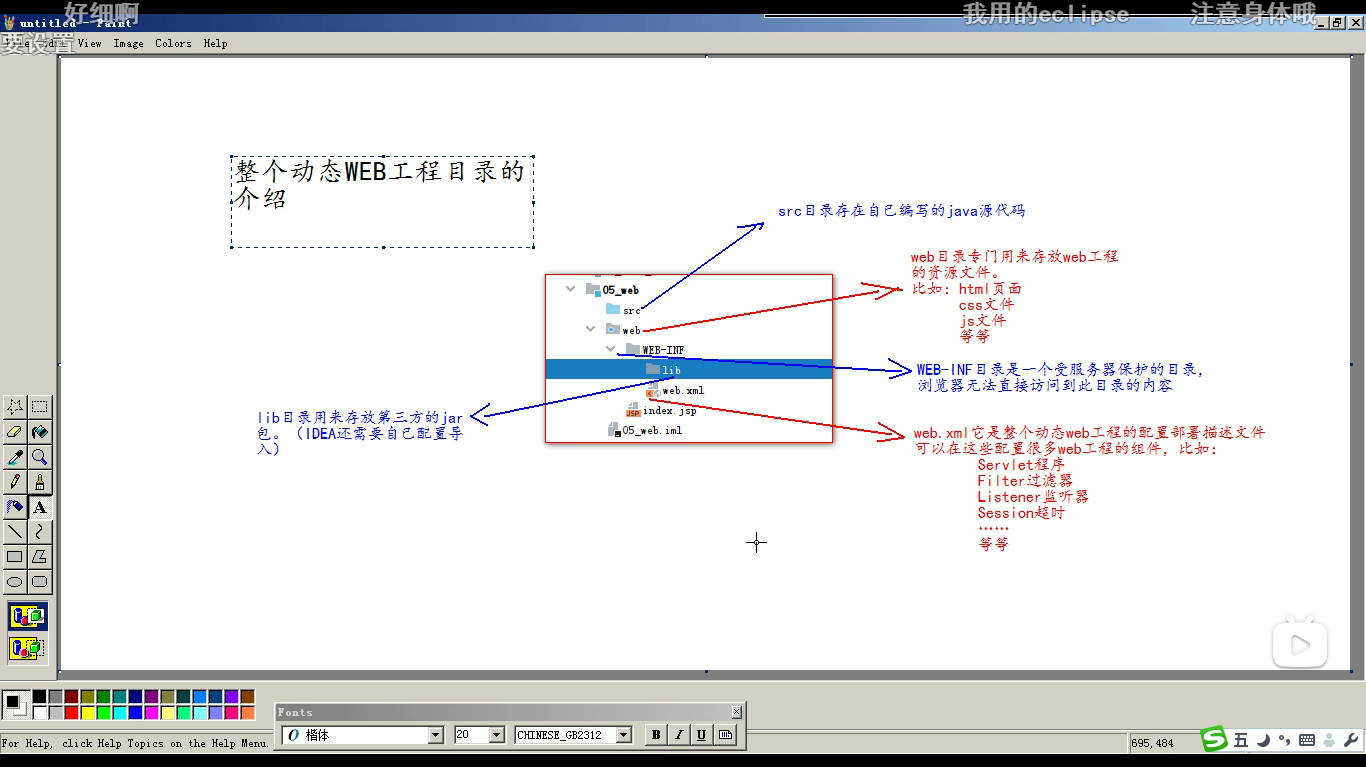 好细啊
我用的eclipse
注意身体哦
untitled - Paint
要设置
View Image Colors Help
整个动态WEB工程目录的
介绍
src目录存在自己编写的java源代码
web目录专门用来存放web工程
的资源文件。
比如：html页面
css文件
js文件
等等
05_web
src
web
WEB-INF
lib
web.xml
index.jsp
05_web.iml
WEB-INF目录是一个受服务器保护的目录，
浏览器无法直接访问到此目录的内容
lib目录用来存放第三方的jar
包。（IDEA还需要自己配置导
入）
web.xml它是整个动态web工程的配置部署描述文件
可以在这些配置很多web工程的组件，比如：
Servlet程序
Filter过滤器
Listener监听器
Session超时
……
等等
Fonts
楷体
20
CHINESE_GB2312
B I U
For Help, click Help Topics on the Help Menu.
695,484
五